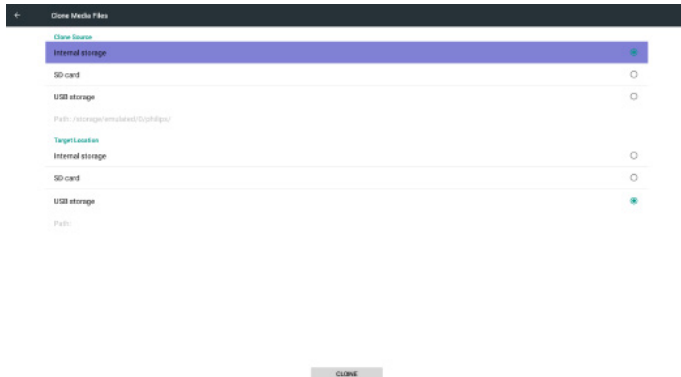 Clone Media Files
Clone Source
Internal storage
SD card
USB storage
Path: /storage/emulated/0/philips/
Target Location
Internal storage
SD card
USB storage
Path:
CLONE